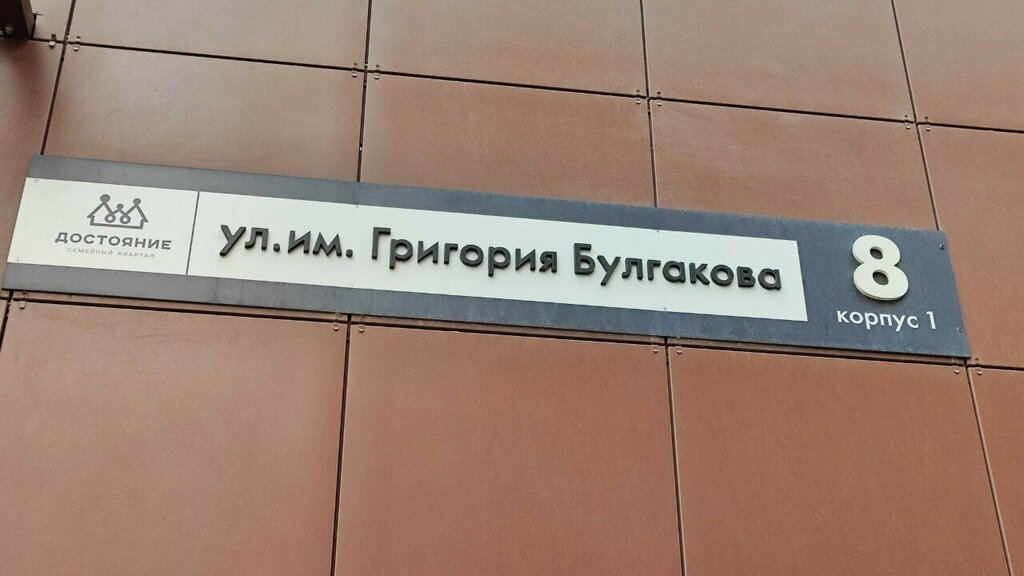 ДОСТОЯНИЕ
СЕМЕЙНЫЙ КВАРТАЛ
ул.им. Григория Булгакова
8
корпус 1